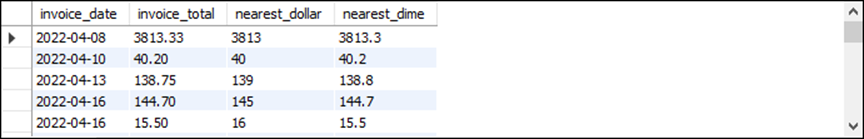 invoice_date invoice_total nearest_dollar nearest_dime
2022-04-08 3813.33 3813 3813.3
2022-04-10 40.20 40 40.2
2022-04-13 138.75 139 138.8
2022-04-16 144.70 145 144.7
2022-04-16 15.50 16 15.5